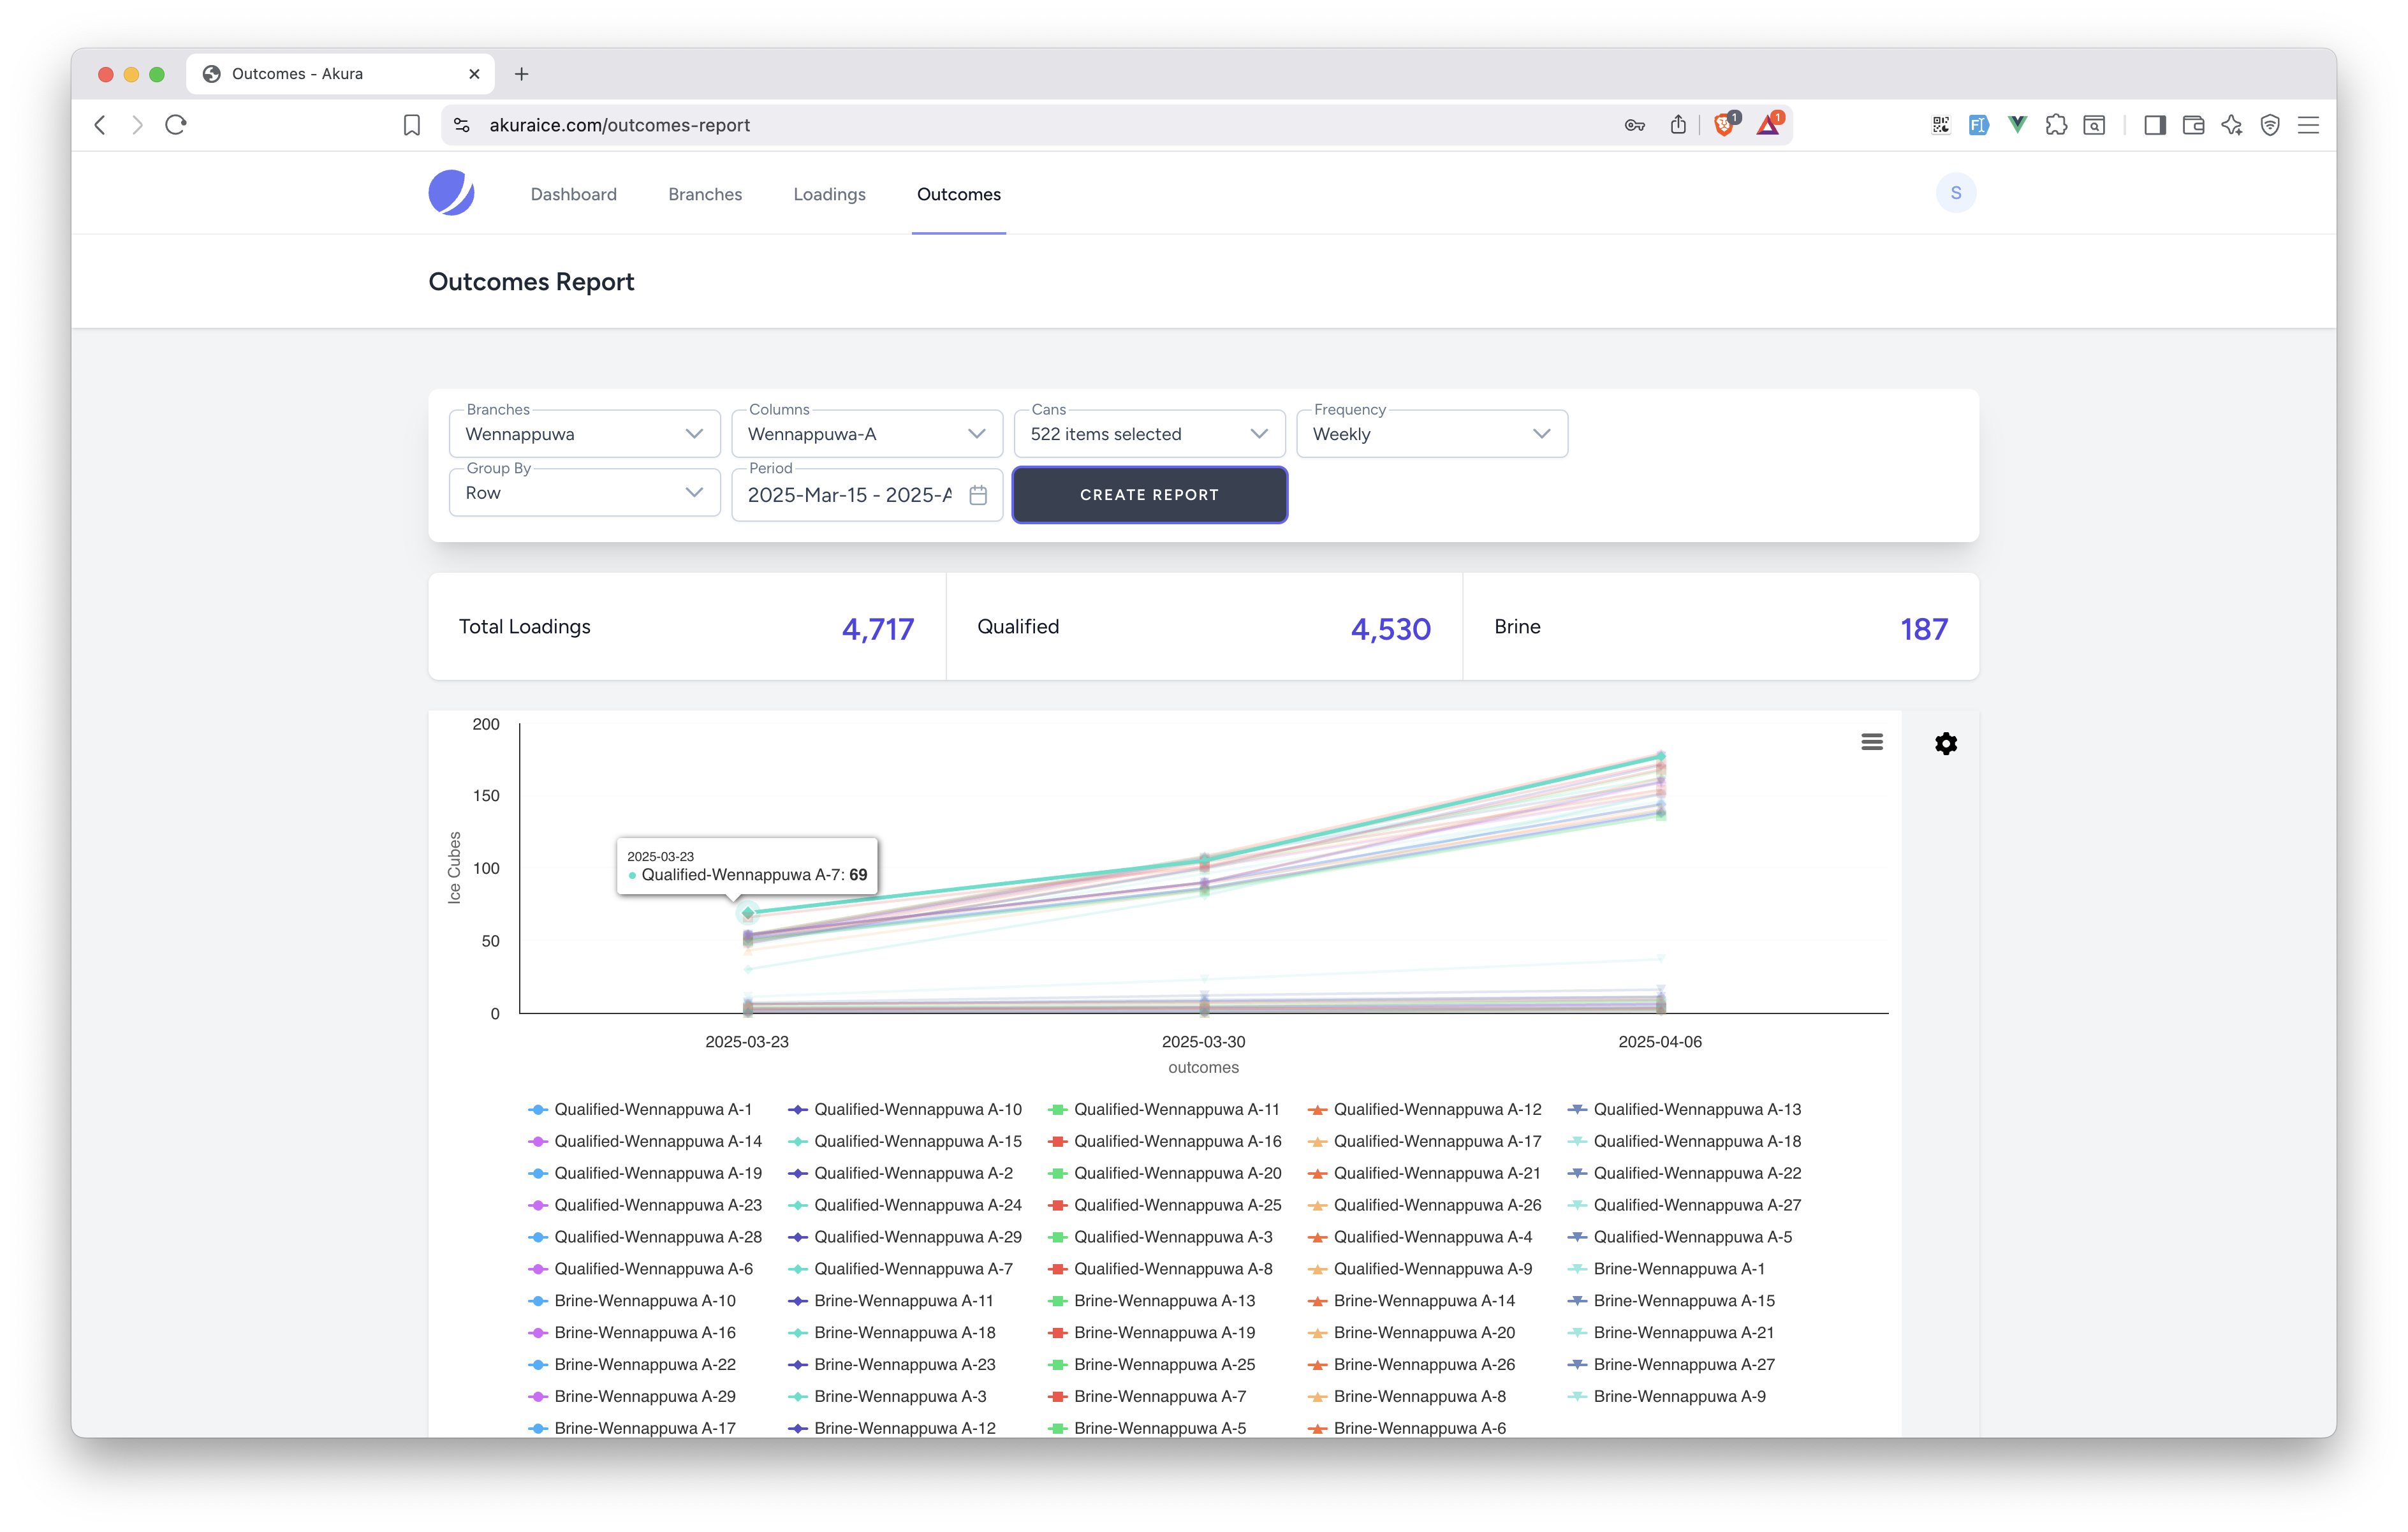 Outcomes - Akura
akuraice.com/outcomes-report
1
1
FI
Dashboard Branches Loadings Outcomes
S
Outcomes Report
Branches Columns Cans Frequency
Wennappuwa Wennappuwa-A 522 items selected Weekly
Group By Period
Row 2025-Mar-15 - 2025-A CREATE REPORT
Total Loadings 4,717 Qualified 4,530 Brine 187
200
150
100
50
0
Ice Cubes
2025-03-23
Qualified-Wennappuwa A-7: 69
2025-03-23 2025-03-30 2025-04-06
outcomes
Qualified-Wennappuwa A-1 Qualified-Wennappuwa A-10 Qualified-Wennappuwa A-11 Qualified-Wennappuwa A-12 Qualified-Wennappuwa A-13
Qualified-Wennappuwa A-14 Qualified-Wennappuwa A-15 Qualified-Wennappuwa A-16 Qualified-Wennappuwa A-17 Qualified-Wennappuwa A-18
Qualified-Wennappuwa A-19 Qualified-Wennappuwa A-2 Qualified-Wennappuwa A-20 Qualified-Wennappuwa A-21 Qualified-Wennappuwa A-22
Qualified-Wennappuwa A-23 Qualified-Wennappuwa A-24 Qualified-Wennappuwa A-25 Qualified-Wennappuwa A-26 Qualified-Wennappuwa A-27
Qualified-Wennappuwa A-28 Qualified-Wennappuwa A-29 Qualified-Wennappuwa A-3 Qualified-Wennappuwa A-4 Qualified-Wennappuwa A-5
Qualified-Wennappuwa A-6 Qualified-Wennappuwa A-7 Qualified-Wennappuwa A-8 Qualified-Wennappuwa A-9 Brine-Wennappuwa A-1
Brine-Wennappuwa A-10 Brine-Wennappuwa A-11 Brine-Wennappuwa A-13 Brine-Wennappuwa A-14 Brine-Wennappuwa A-15
Brine-Wennappuwa A-16 Brine-Wennappuwa A-18 Brine-Wennappuwa A-19 Brine-Wennappuwa A-20 Brine-Wennappuwa A-21
Brine-Wennappuwa A-22 Brine-Wennappuwa A-23 Brine-Wennappuwa A-25 Brine-Wennappuwa A-26 Brine-Wennappuwa A-27
Brine-Wennappuwa A-29 Brine-Wennappuwa A-3 Brine-Wennappuwa A-7 Brine-Wennappuwa A-8 Brine-Wennappuwa A-9
Brine-Wennappuwa A-17 Brine-Wennappuwa A-12 Brine-Wennappuwa A-5 Brine-Wennappuwa A-6